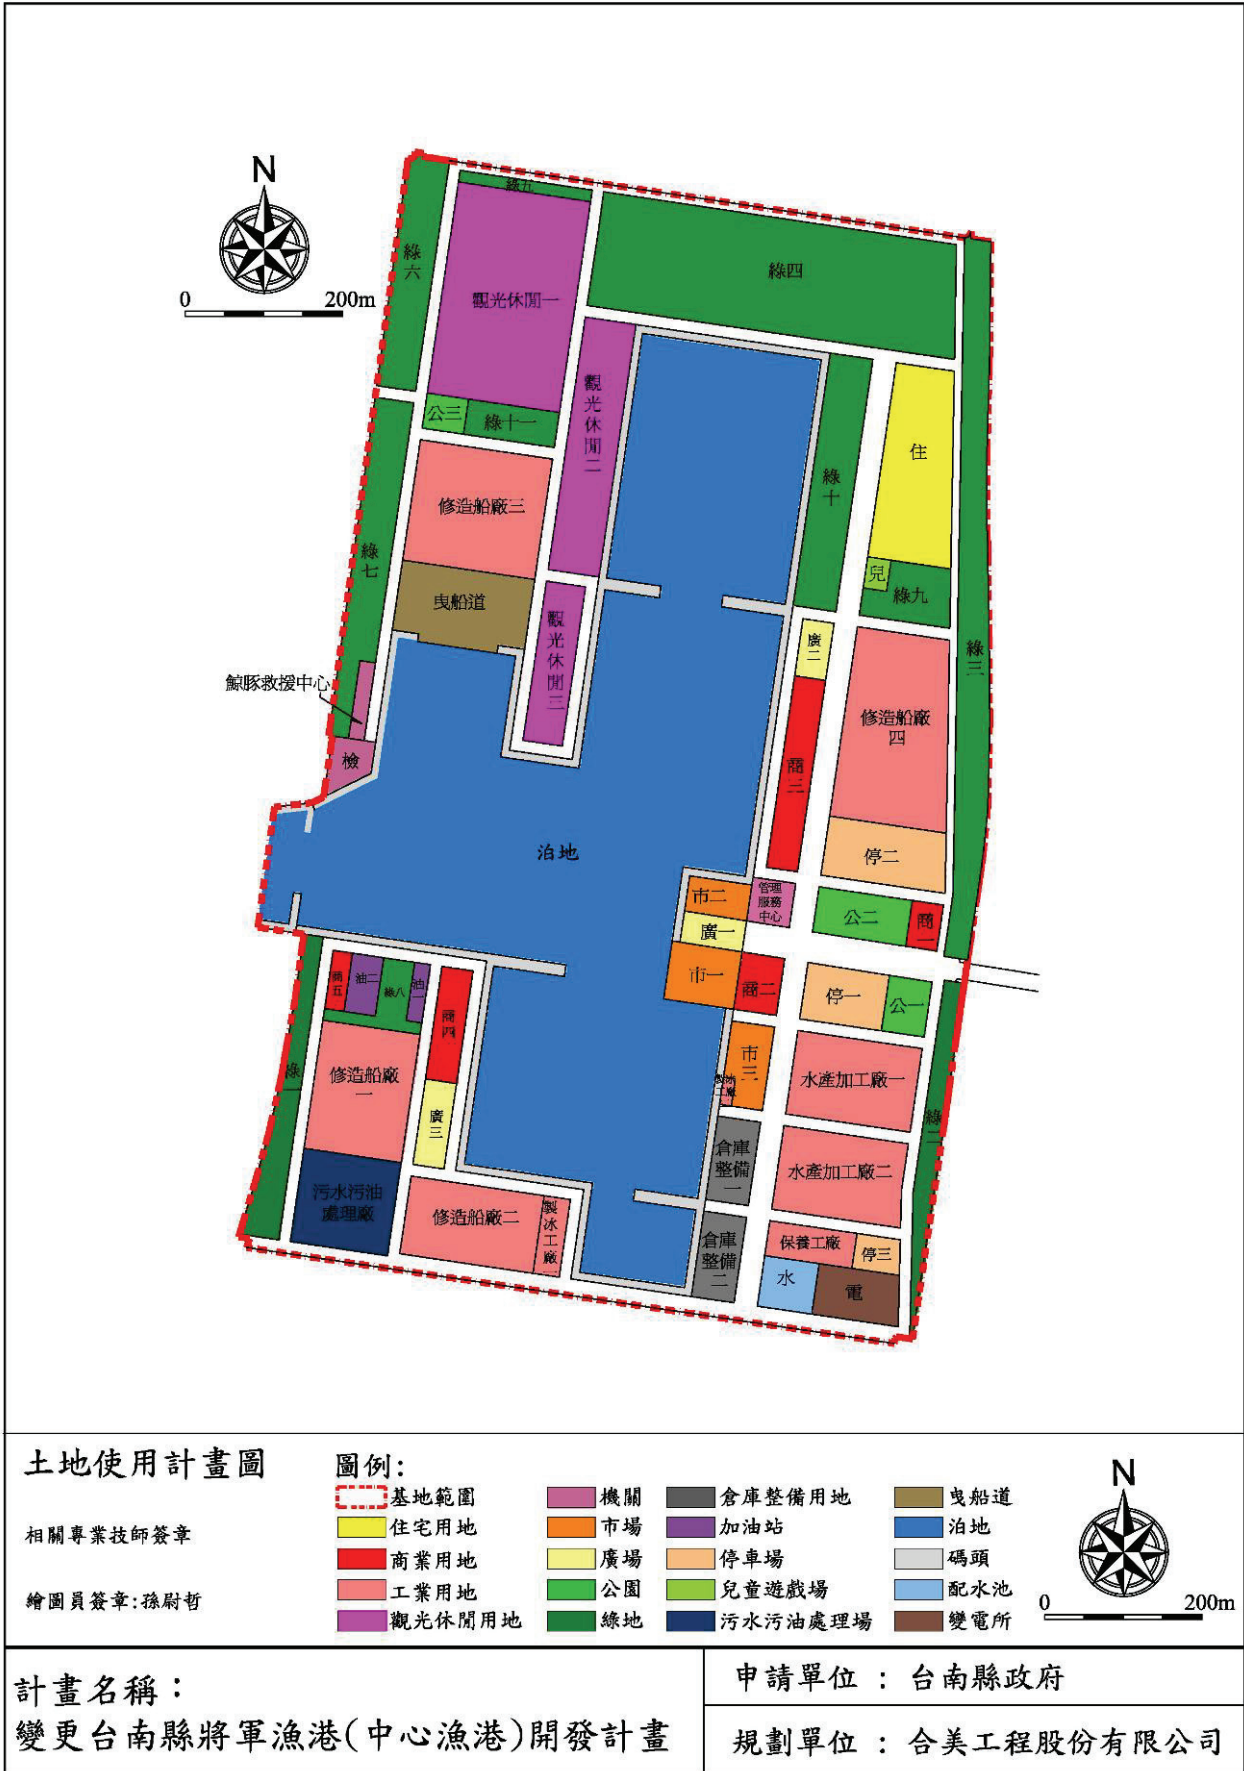 N
0 200m
綠五
綠六
綠四
觀光休閒一
觀光休閒二
公三
綠十一
住
綠十
修造船廠三
綠七
兒
綠九
曳船道
觀光休閒三
廣二
綠三
鯨豚救援中心
修造船廠
四
檢
商三
泊地
停二
市二
管理
服務
中心
公二
商一
廣一
市一
商二
停一
公一
商五
油二
綠八
油一
商四
市三
修造船廠
一
綠一
水產加工廠一
製冰
工廠
廣三
綠二
倉庫
整備
一
水產加工廠二
污水污油
處理廠
修造船廠二
製冰工廠
倉庫
整備
二
保養工廠
停三
水
電
土地使用計畫圖
相關專業技師簽章
繪圖員簽章:孫尉哲
圖例:
基地範圍 機關 倉庫整備用地 曳船道
住宅用地 市場 加油站 泊地
商業用地 廣場 停車場 碼頭
工業用地 公園 兒童遊戲場 配水池
觀光休閒用地 綠地 污水污油處理場 變電所
N
0 200m
計畫名稱：
變更台南縣將軍漁港(中心漁港)開發計畫
申請單位 : 台南縣政府
規劃單位 : 合美工程股份有限公司